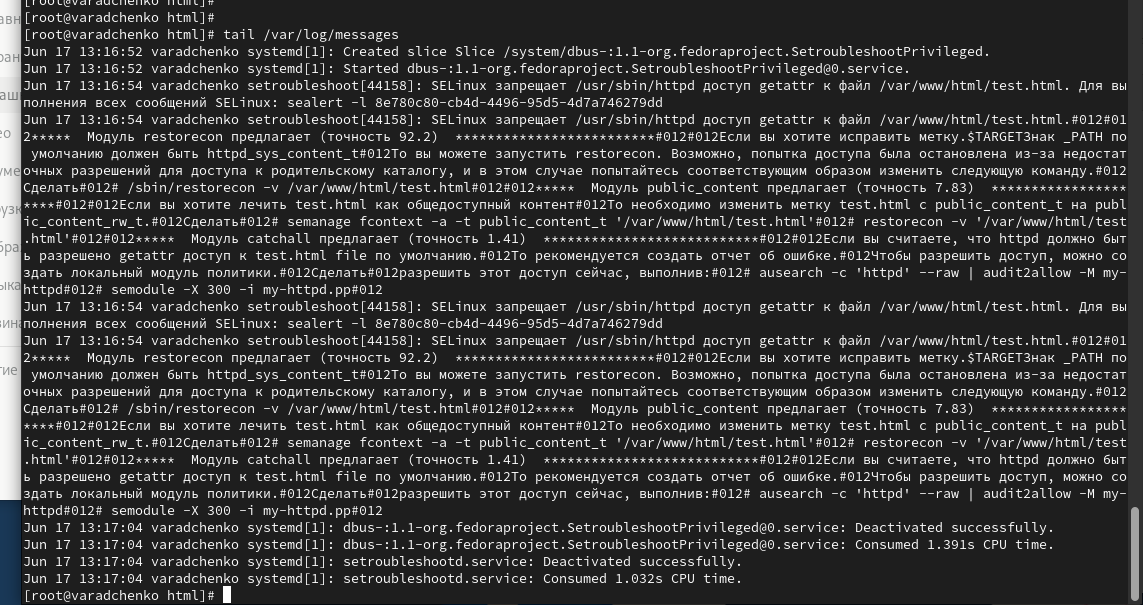 [root@varadchenko html]#
[root@varadchenko html]#
[root@varadchenko html]# tail /var/log/messages
Jun 17 13:16:52 varadchenko systemd[1]: Created slice Slice /system/dbus-:1.1-org.fedoraproject.SetroubleshootPrivileged.
Jun 17 13:16:52 varadchenko systemd[1]: Started dbus-:1.1-org.fedoraproject.SetroubleshootPrivileged@0.service.
Jun 17 13:16:54 varadchenko setroubleshoot[44158]: SELinux запрещает /usr/sbin/httpd доступ getattr к файл /var/www/html/test.html. Для вы
полнения всех сообщений SELinux: sealert -l 8e780c80-cb4d-4496-95d5-4d7a746279dd
Jun 17 13:16:54 varadchenko setroubleshoot[44158]: SELinux запрещает /usr/sbin/httpd доступ getattr к файл /var/www/html/test.html.#012#01
2*****  Модуль restorecon предлагает (точность 92.2)  *************************#012#012Если вы хотите исправить метку.$TARGETЗнак _PATH по
 умолчанию должен быть httpd_sys_content_t#012То вы можете запустить restorecon. Возможно, попытка доступа была остановлена из-за недостат
очных разрешений для доступа к родительскому каталогу, и в этом случае попытайтесь соответствующим образом изменить следующую команду.#012
Сделать#012# /sbin/restorecon -v /var/www/html/test.html#012#012*****  Модуль public_content предлагает (точность 7.83)  *****************
****#012#012Если вы хотите лечить test.html как общедоступный контент#012То необходимо изменить метку test.html с public_content_t на publ
ic_content_rw_t.#012Сделать#012# semanage fcontext -a -t public_content_t '/var/www/html/test.html'#012# restorecon -v '/var/www/html/test
.html'#012#012*****  Модуль catchall предлагает (точность 1.41)  ***************************#012#012Если вы считаете, что httpd должно быт
ь разрешено getattr доступ к test.html file по умолчанию.#012То рекомендуется создать отчет об ошибке.#012Чтобы разрешить доступ, можно со
здать локальный модуль политики.#012Сделать#012разрешить этот доступ сейчас, выполнив:#012# ausearch -c 'httpd' --raw | audit2allow -M my-
httpd#012# semodule -X 300 -i my-httpd.pp#012
Jun 17 13:16:54 varadchenko setroubleshoot[44158]: SELinux запрещает /usr/sbin/httpd доступ getattr к файл /var/www/html/test.html. Для вы
полнения всех сообщений SELinux: sealert -l 8e780c80-cb4d-4496-95d5-4d7a746279dd
Jun 17 13:16:54 varadchenko setroubleshoot[44158]: SELinux запрещает /usr/sbin/httpd доступ getattr к файл /var/www/html/test.html.#012#01
2*****  Модуль restorecon предлагает (точность 92.2)  *************************#012#012Если вы хотите исправить метку.$TARGETЗнак _PATH по
 умолчанию должен быть httpd_sys_content_t#012То вы можете запустить restorecon. Возможно, попытка доступа была остановлена из-за недостат
очных разрешений для доступа к родительскому каталогу, и в этом случае попытайтесь соответствующим образом изменить следующую команду.#012
Сделать#012# /sbin/restorecon -v /var/www/html/test.html#012#012*****  Модуль public_content предлагает (точность 7.83)  *****************
****#012#012Если вы хотите лечить test.html как общедоступный контент#012То необходимо изменить метку test.html с public_content_t на publ
ic_content_rw_t.#012Сделать#012# semanage fcontext -a -t public_content_t '/var/www/html/test.html'#012# restorecon -v '/var/www/html/test
.html'#012#012*****  Модуль catchall предлагает (точность 1.41)  ***************************#012#012Если вы считаете, что httpd должно быт
ь разрешено getattr доступ к test.html file по умолчанию.#012То рекомендуется создать отчет об ошибке.#012Чтобы разрешить доступ, можно со
здать локальный модуль политики.#012Сделать#012разрешить этот доступ сейчас, выполнив:#012# ausearch -c 'httpd' --raw | audit2allow -M my-
httpd#012# semodule -X 300 -i my-httpd.pp#012
Jun 17 13:17:04 varadchenko systemd[1]: dbus-:1.1-org.fedoraproject.SetroubleshootPrivileged@0.service: Deactivated successfully.
Jun 17 13:17:04 varadchenko systemd[1]: dbus-:1.1-org.fedoraproject.SetroubleshootPrivileged@0.service: Consumed 1.391s CPU time.
Jun 17 13:17:04 varadchenko systemd[1]: setroubleshootd.service: Deactivated successfully.
Jun 17 13:17:04 varadchenko systemd[1]: setroubleshootd.service: Consumed 1.032s CPU time.
[root@varadchenko html]#